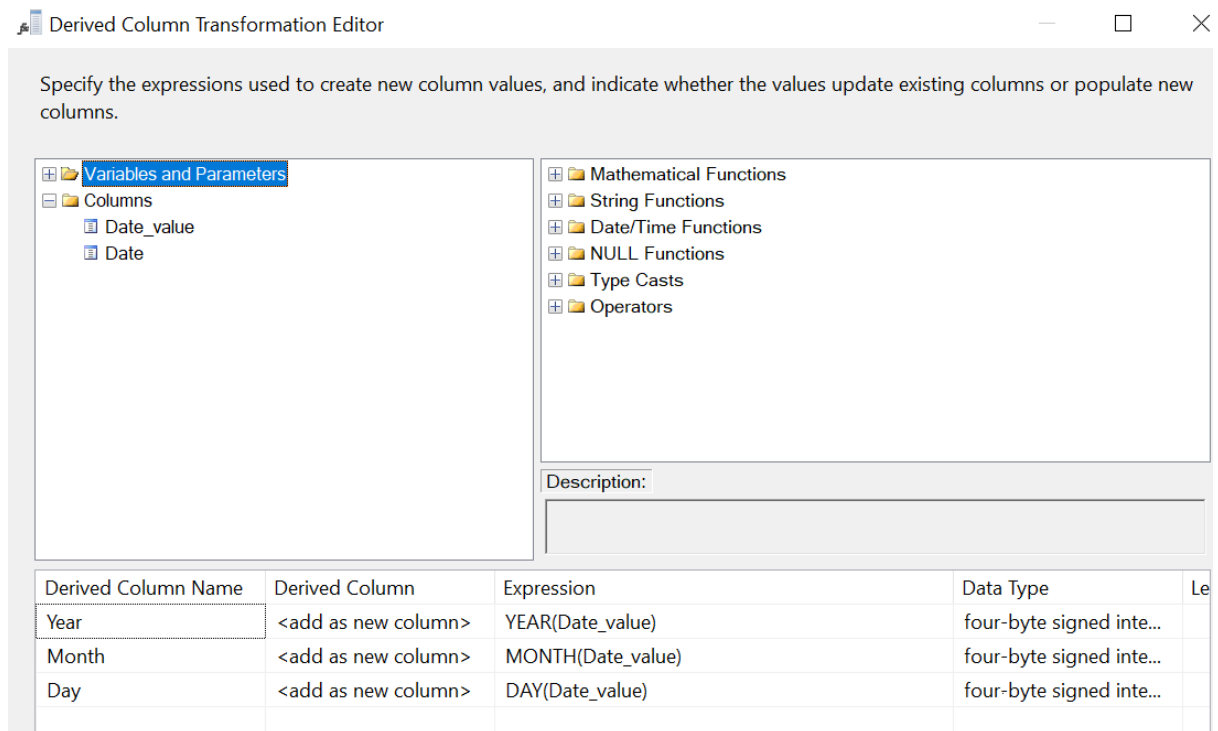 Derived Column Transformation Editor
Specify the expressions used to create new column values, and indicate whether the values update existing columns or populate new
columns.
Variables and Parameters
Columns
Date_value
Date
Mathematical Functions
String Functions
Date/Time Functions
NULL Functions
Type Casts
Operators
Description:
Derived Column Name Derived Column Expression Data Type Le
Year <add as new column> YEAR(Date_value) four-byte signed inte...
Month <add as new column> MONTH(Date_value) four-byte signed inte...
Day <add as new column> DAY(Date_value) four-byte signed inte...